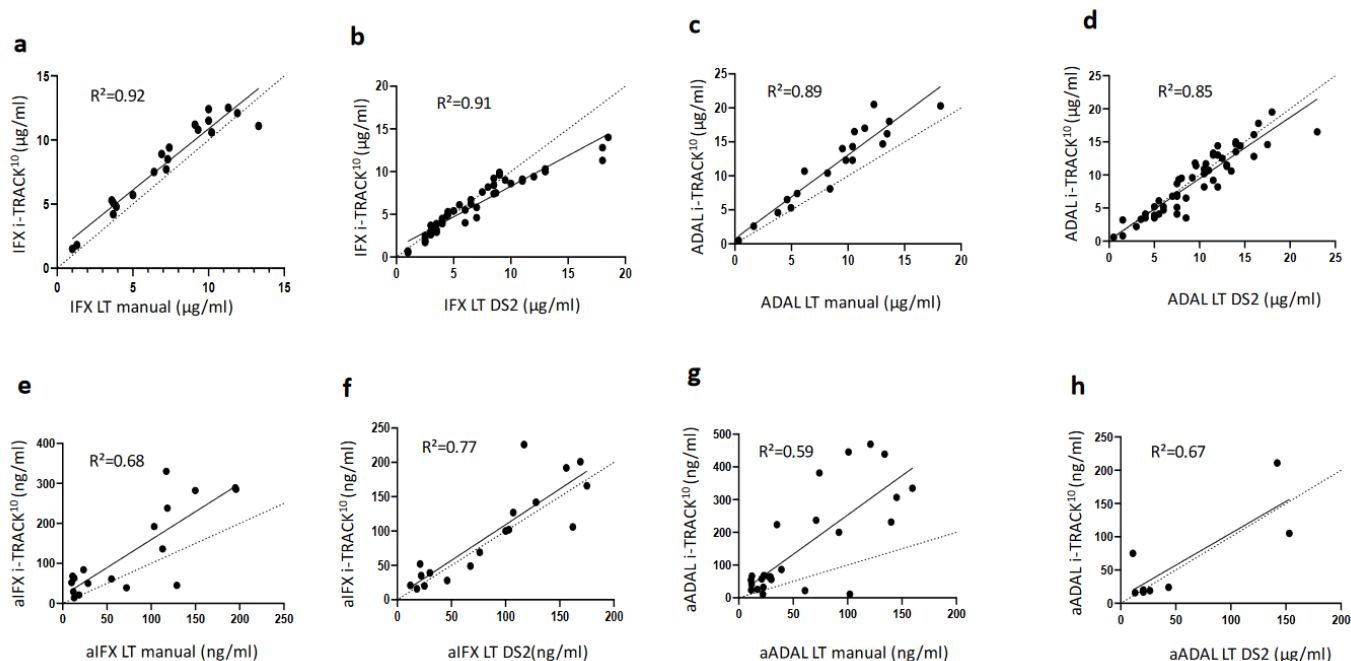 a
R²=0.92
IFX i-TRACK¹⁰(µg/ml)
15
10
5
0
0 5 10 15
IFX LT manual (µg/ml)
b
R²=0.91
IFX i-TRACK¹⁰ (µg/ml)
20
15
10
5
0
0 5 10 15 20
IFX LT DS2 (µg/ml)
c
R²=0.89
ADAL i-TRACK¹⁰ (µg/ml)
25
20
15
10
5
0
0 5 10 15 20
ADAL LT manual (µg/ml)
d
R²=0.85
ADAL i-TRACK¹⁰ (µg/ml)
25
20
15
10
5
0
0 5 10 15 20 25
ADAL LT DS2 (µg/ml)
e
R²=0.68
aIFX i-TRACK¹⁰(ng/ml)
400
300
200
100
0
0 50 100 150 200 250
aIFX LT manual (ng/ml)
f
R²=0.77
aIFX i-TRACK¹⁰(ng/ml)
250
200
150
100
50
0
0 50 100 150 200
aIFX LT DS2(ng/ml)
g
R²=0.59
aADAL i-TRACK¹⁰ (ng/ml)
500
400
300
200
100
0
0 50 100 150 200
aADAL LT manual (ng/ml)
h
R²=0.67
aADAL i-TRACK¹⁰ (ng/ml)
250
200
150
100
50
0
0 50 100 150 200
aADAL LT DS2 (µg/ml)